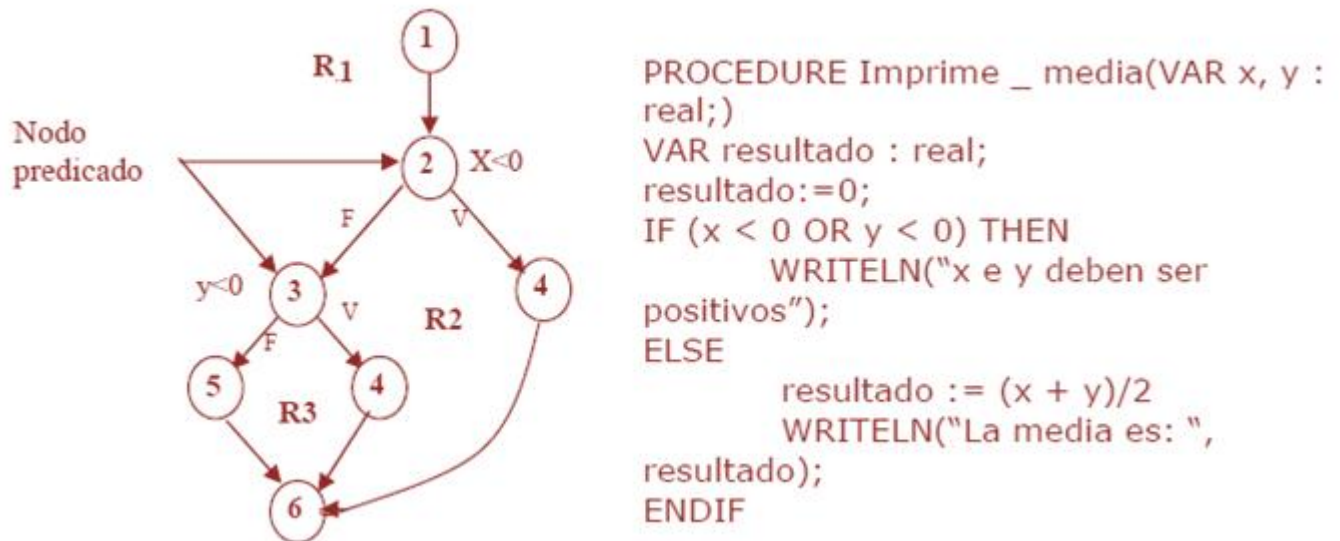 1
R.1
Nodo
predicado
2
X<0
F
V
y<0
3
4
V
R2
F
5
4
R3
6
PROCEDURE Imprime _ media(VAR x, y :
real;)
VAR resultado : real;
resultado:=0;
IF (x < 0 OR y < 0) THEN
WRITELN("x e y deben ser
positivos");
ELSE
resultado := (x + y)/2
WRITELN("La media es: ",
resultado);
ENDIF